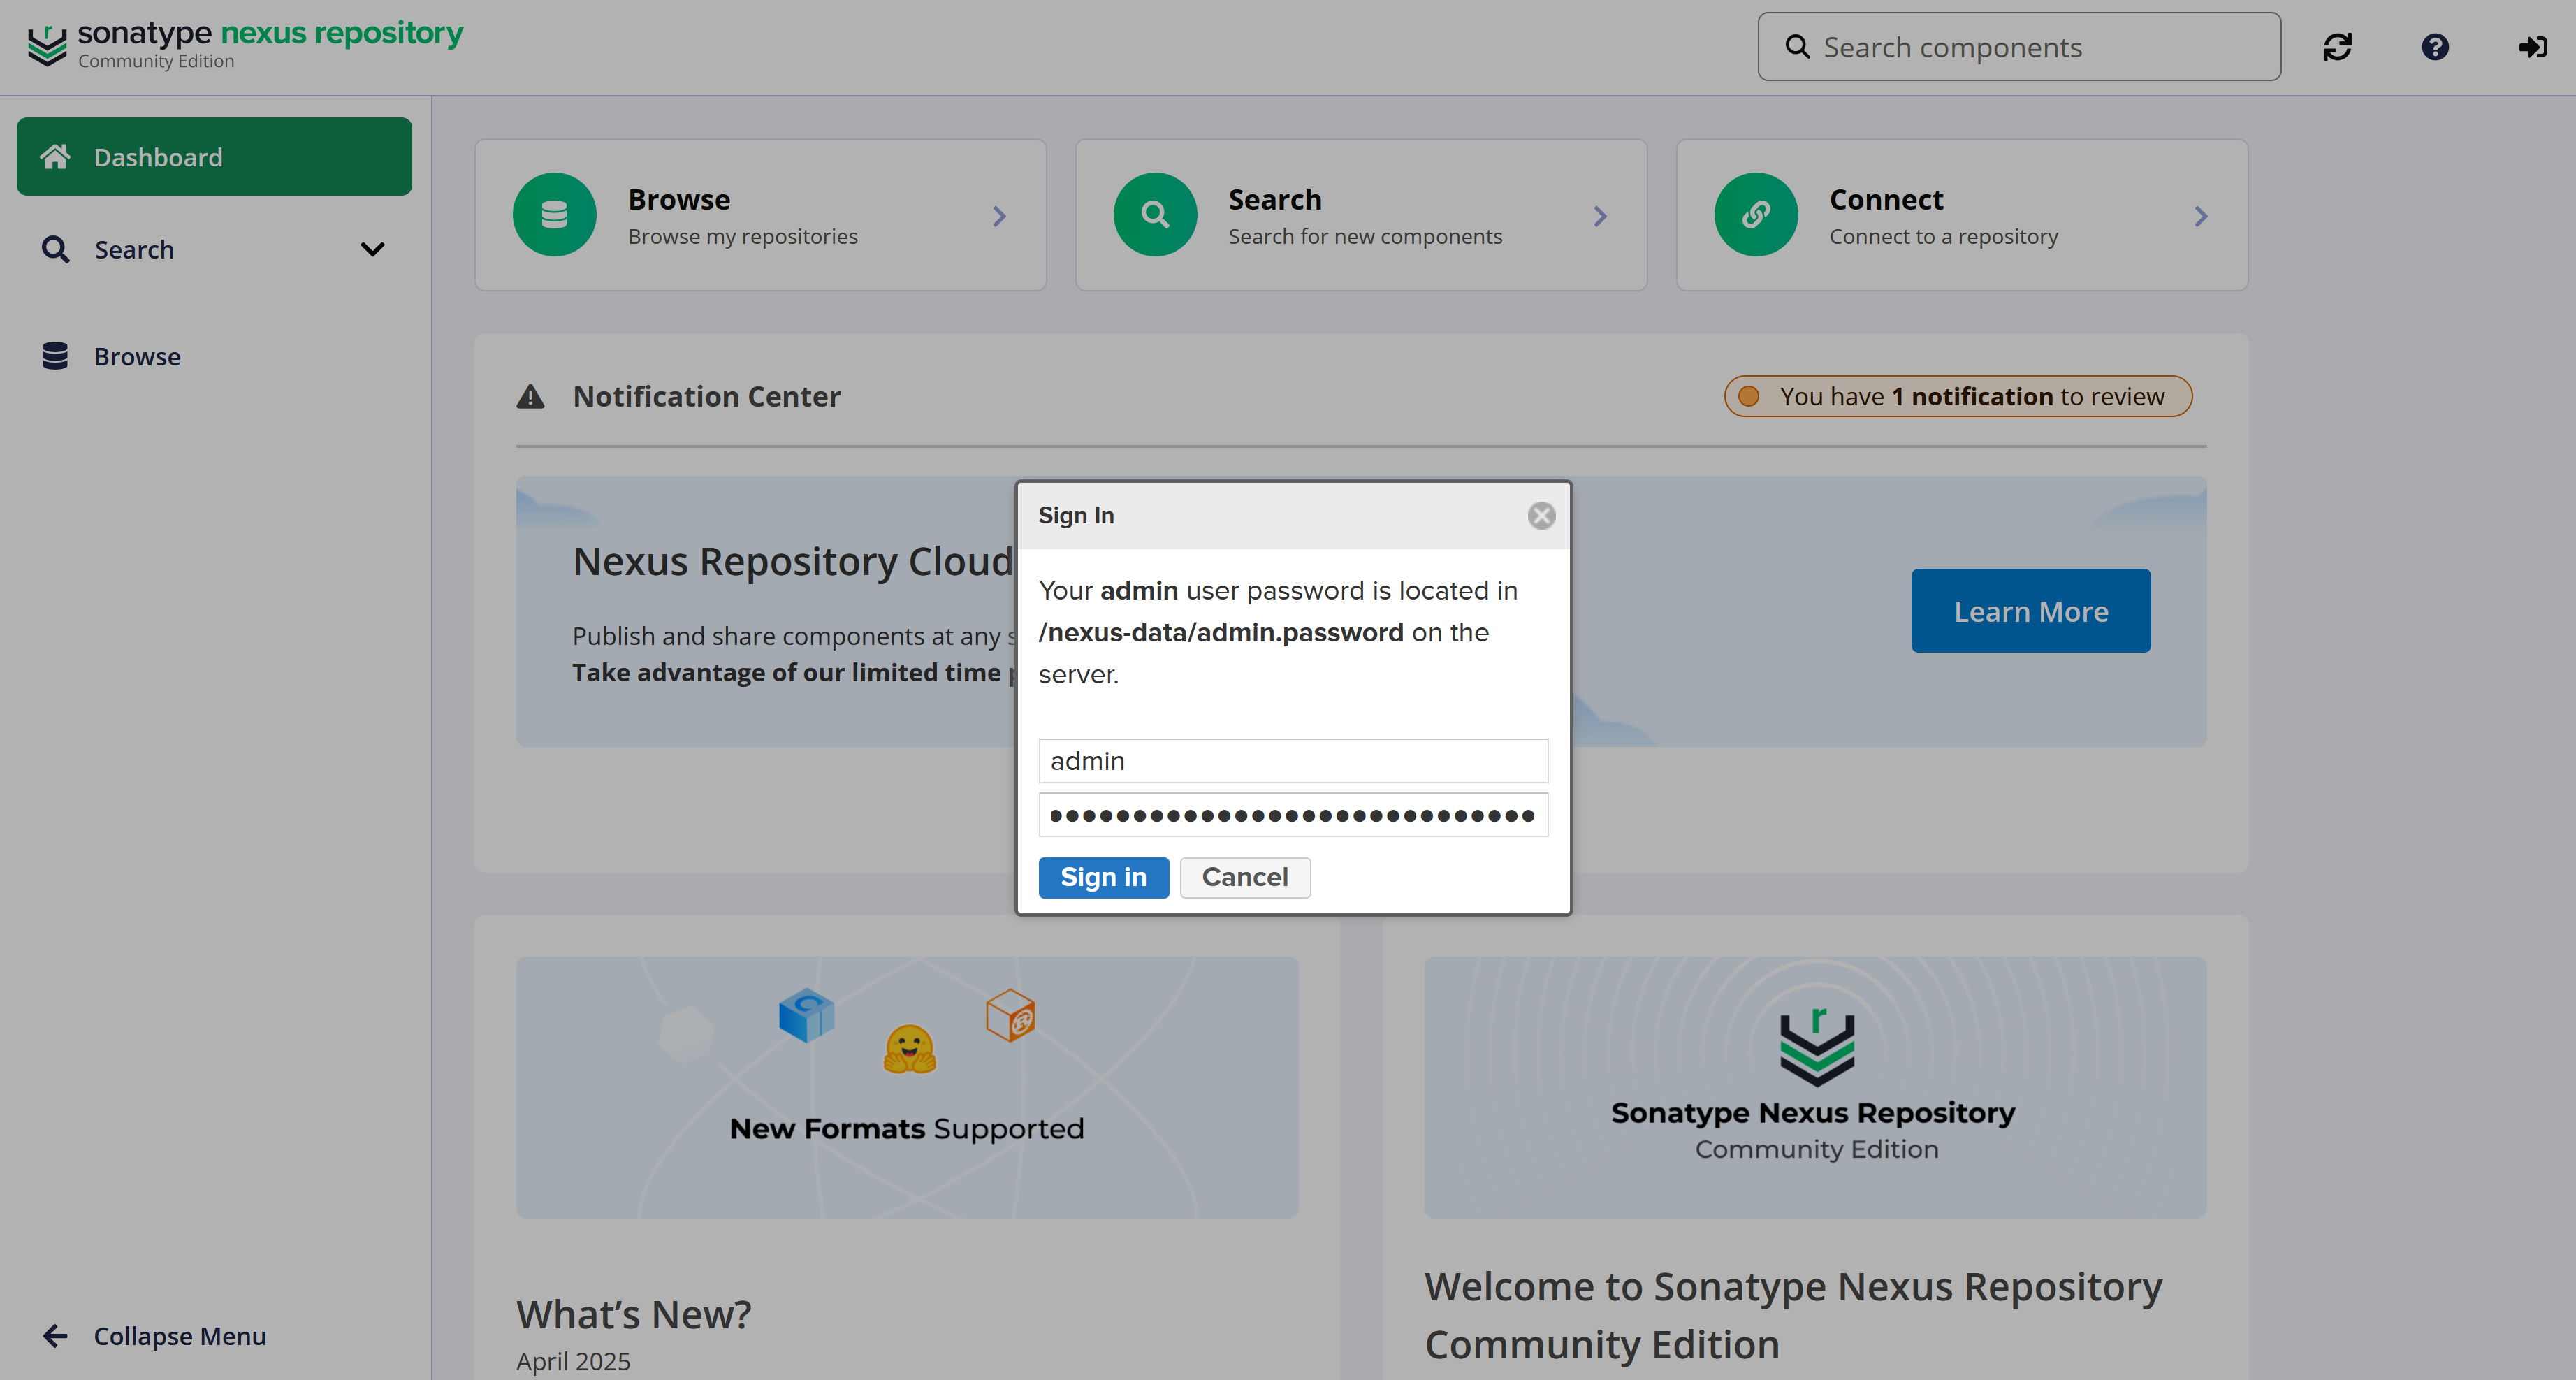 sonatype nexus repository
Community Edition
Search components
Dashboard
Search
Browse
Collapse Menu
Browse
Browse my repositories
Search
Search for new components
Connect
Connect to a repository
Notification Center
You have 1 notification to review
Nexus Repository Cloud
Publish and share components at any
Take advantage of our limited time
Learn More
Sign In
Your admin user password is located in
/nexus-data/admin.password on the
server.
admin
Sign in
Cancel
New Formats Supported
What's New?
April 2025
Sonatype Nexus Repository
Community Edition
Welcome to Sonatype Nexus Repository
Community Edition